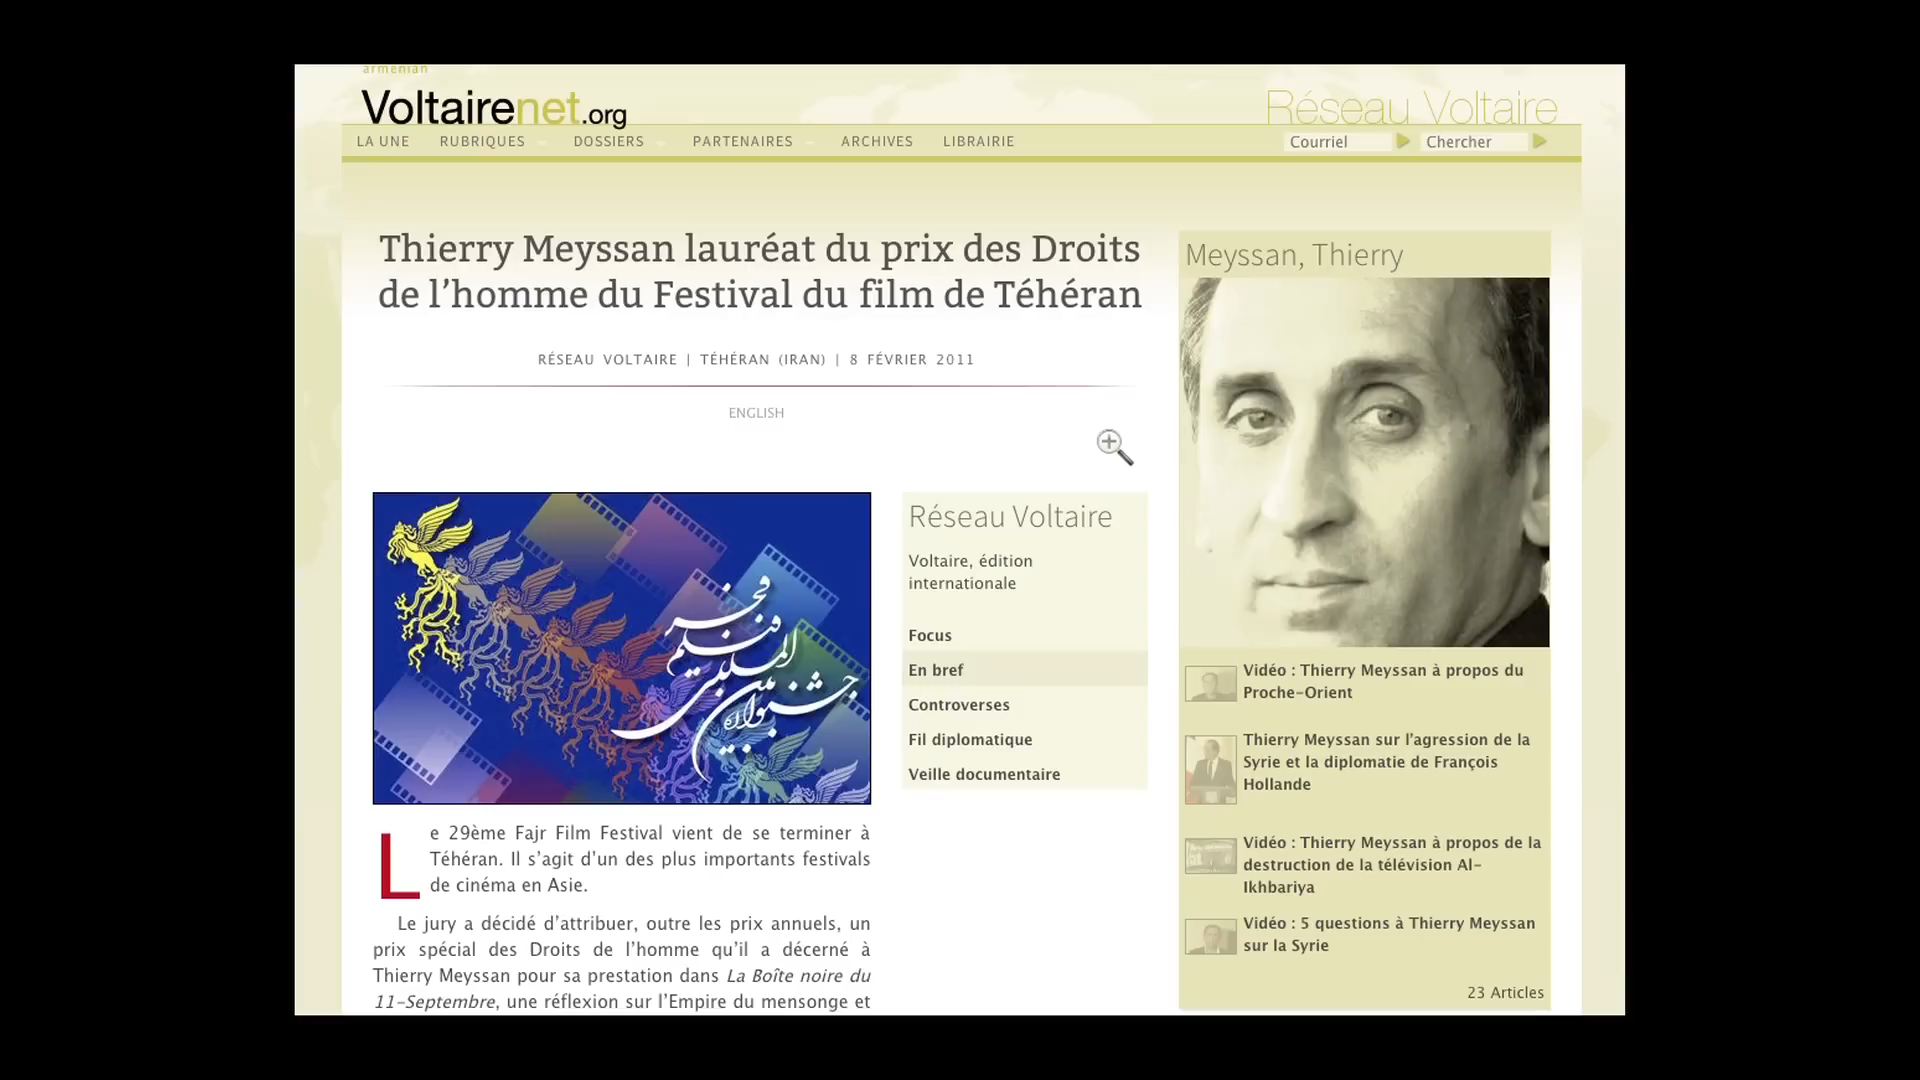 armenian
Voltairenet.org
Réseau Voltaire
LA UNE RUBRIQUES DOSSIERS PARTENAIRES ARCHIVES LIBRAIRIE
Courriel Chercher
Thierry Meyssan lauréat du prix des Droits
de l’homme du Festival du film de Téhéran
RÉSEAU VOLTAIRE | TÉHÉRAN (IRAN) | 8 FÉVRIER 2011
ENGLISH
فجر
فیلم
المللی
بین
جشنواره
Le 29ème Fajr Film Festival vient de se terminer à
Téhéran. Il s’agit d’un des plus importants festivals
de cinéma en Asie.
Le jury a décidé d’attribuer, outre les prix annuels, un
prix spécial des Droits de l’homme qu’il a décerné à
Thierry Meyssan pour sa prestation dans La Boîte noire du
11-Septembre, une réflexion sur l’Empire du mensonge et
Réseau Voltaire
Voltaire, édition
internationale
Focus
En bref
Controverses
Fil diplomatique
Veille documentaire
Meyssan, Thierry
Vidéo : Thierry Meyssan à propos du
Proche-Orient
Thierry Meyssan sur l’agression de la
Syrie et la diplomatie de François
Hollande
Vidéo : Thierry Meyssan à propos de la
destruction de la télévision Al-
Ikhbariya
Vidéo : 5 questions à Thierry Meyssan
sur la Syrie
23 Articles